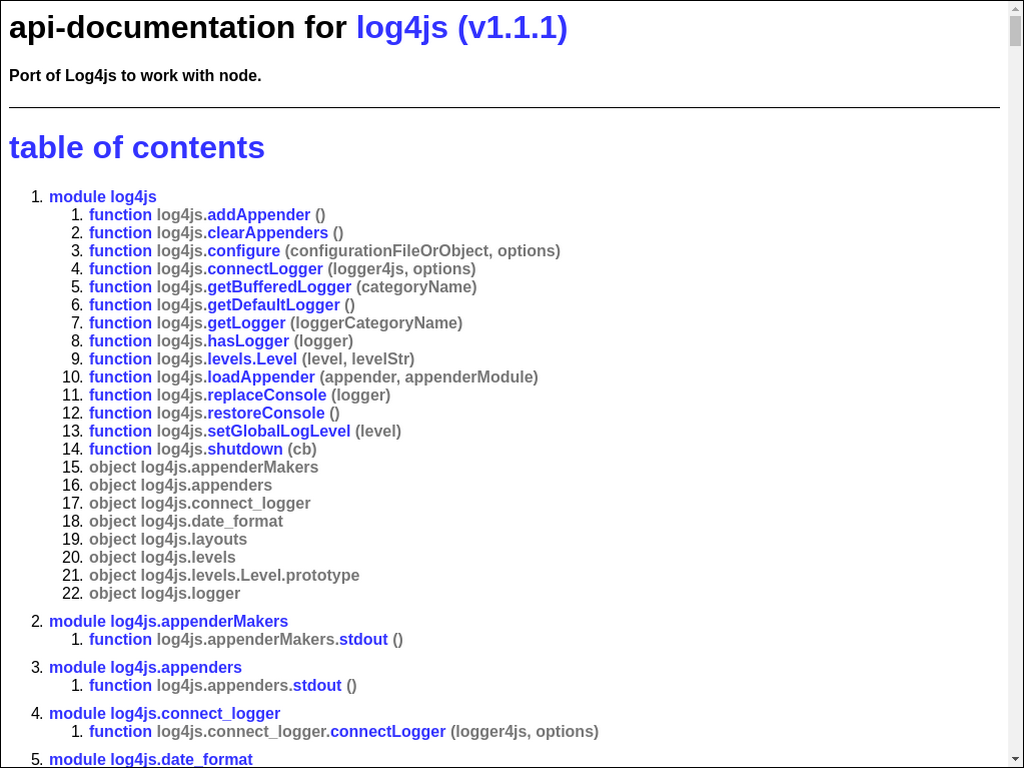 api-documentation for log4js (v1.1.1)
Port of Log4js to work with node.
table of contents
1. module log4js
1. function log4js.addAppender ()
2. function log4js.clearAppenders ()
3. function log4js.configure (configurationFileOrObject, options)
4. function log4js.connectLogger (logger4js, options)
5. function log4js.getBufferedLogger (categoryName)
6. function log4js.getDefaultLogger ()
7. function log4js.getLogger (loggerCategoryName)
8. function log4js.hasLogger (logger)
9. function log4js.levels.Level (level, levelStr)
10. function log4js.loadAppender (appender, appenderModule)
11. function log4js.replaceConsole (logger)
12. function log4js.restoreConsole ()
13. function log4js.setGlobalLogLevel (level)
14. function log4js.shutdown (cb)
15. object log4js.appenderMakers
16. object log4js.appenders
17. object log4js.connect_logger
18. object log4js.date_format
19. object log4js.layouts
20. object log4js.levels
21. object log4js.levels.Level.prototype
22. object log4js.logger
2. module log4js.appenderMakers
1. function log4js.appenderMakers.stdout ()
3. module log4js.appenders
1. function log4js.appenders.stdout ()
4. module log4js.connect_logger
1. function log4js.connect_logger.connectLogger (logger4js, options)
5. module log4js.date_format